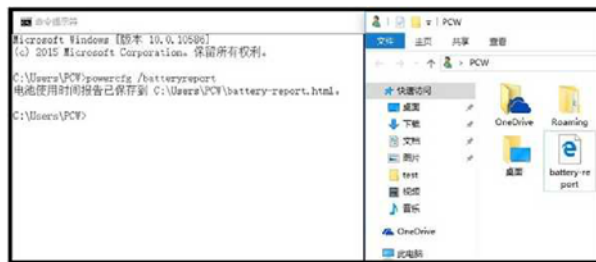 命令提示符
Microsoft Windows [版本 10.0.10586]
(c) 2015 Microsoft Corporation。保留所有权利。
C:\Users\PCW>powercfg /batteryreport
电池使用时间报告已保存到 C:\Users\PCW\battery-report.html。
C:\Users\PCW>
PCW
文件 主页 共享 查看
PCW
快速访问
桌面
下载
文档
图片
test
视频
音乐
OneDrive
此电脑
OneDrive Roaming
桌面 battery-re
port